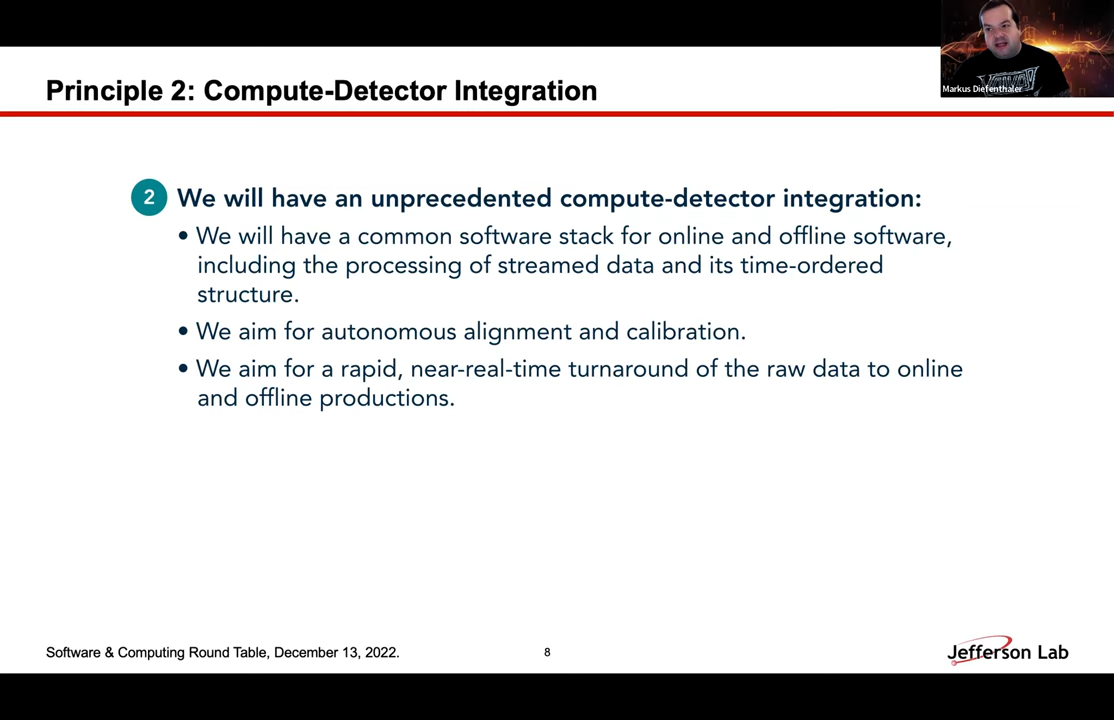 Principle 2: Compute-Detector Integration
Markus Diefenthaler
2 We will have an unprecedented compute-detector integration:
• We will have a common software stack for online and offline software,
including the processing of streamed data and its time-ordered
structure.
• We aim for autonomous alignment and calibration.
• We aim for a rapid, near-real-time turnaround of the raw data to online
and offline productions.
Software & Computing Round Table, December 13, 2022.
8
Jefferson Lab